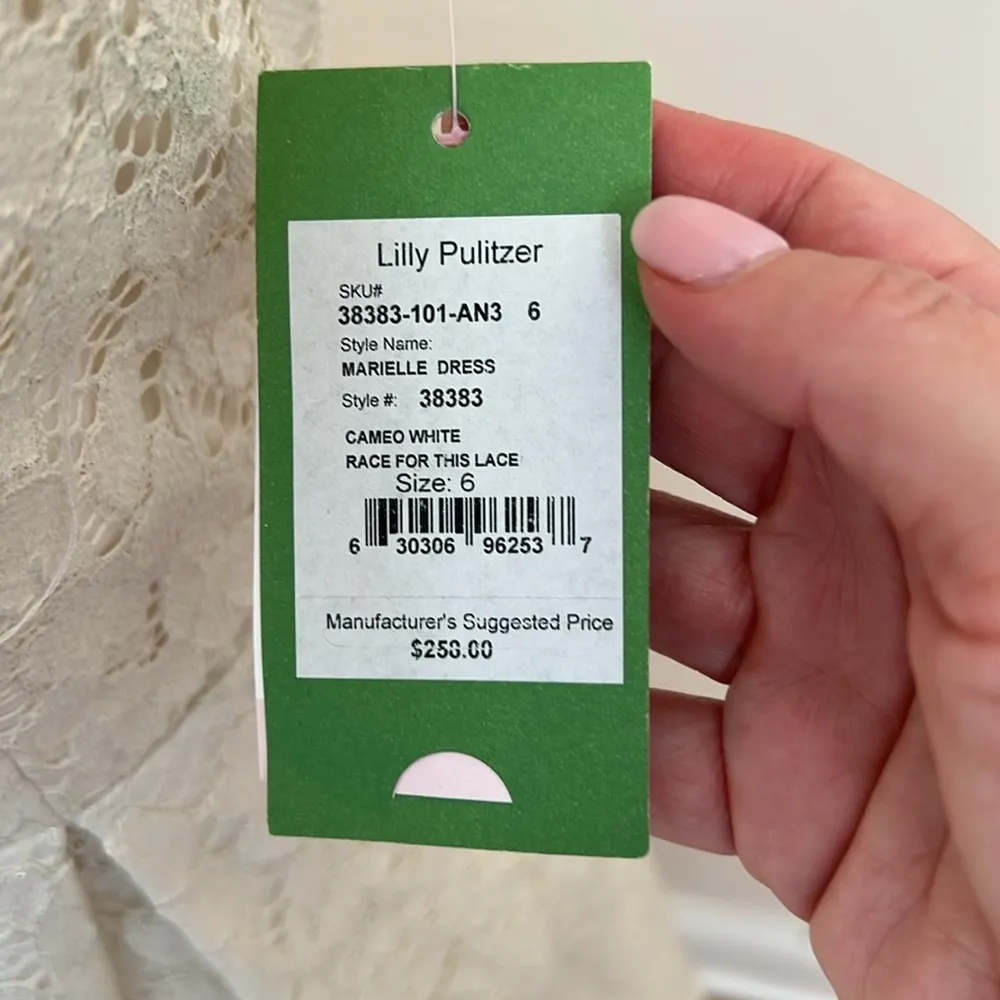 Lilly Pulitzer
SKU#
38383-101-AN3 6
Style Name:
MARIELLE DRESS
Style #: 38383
CAMEO WHITE
RACE FOR THIS LACE
Size: 6
6 30306 96253 7
Manufacturer's Suggested Price